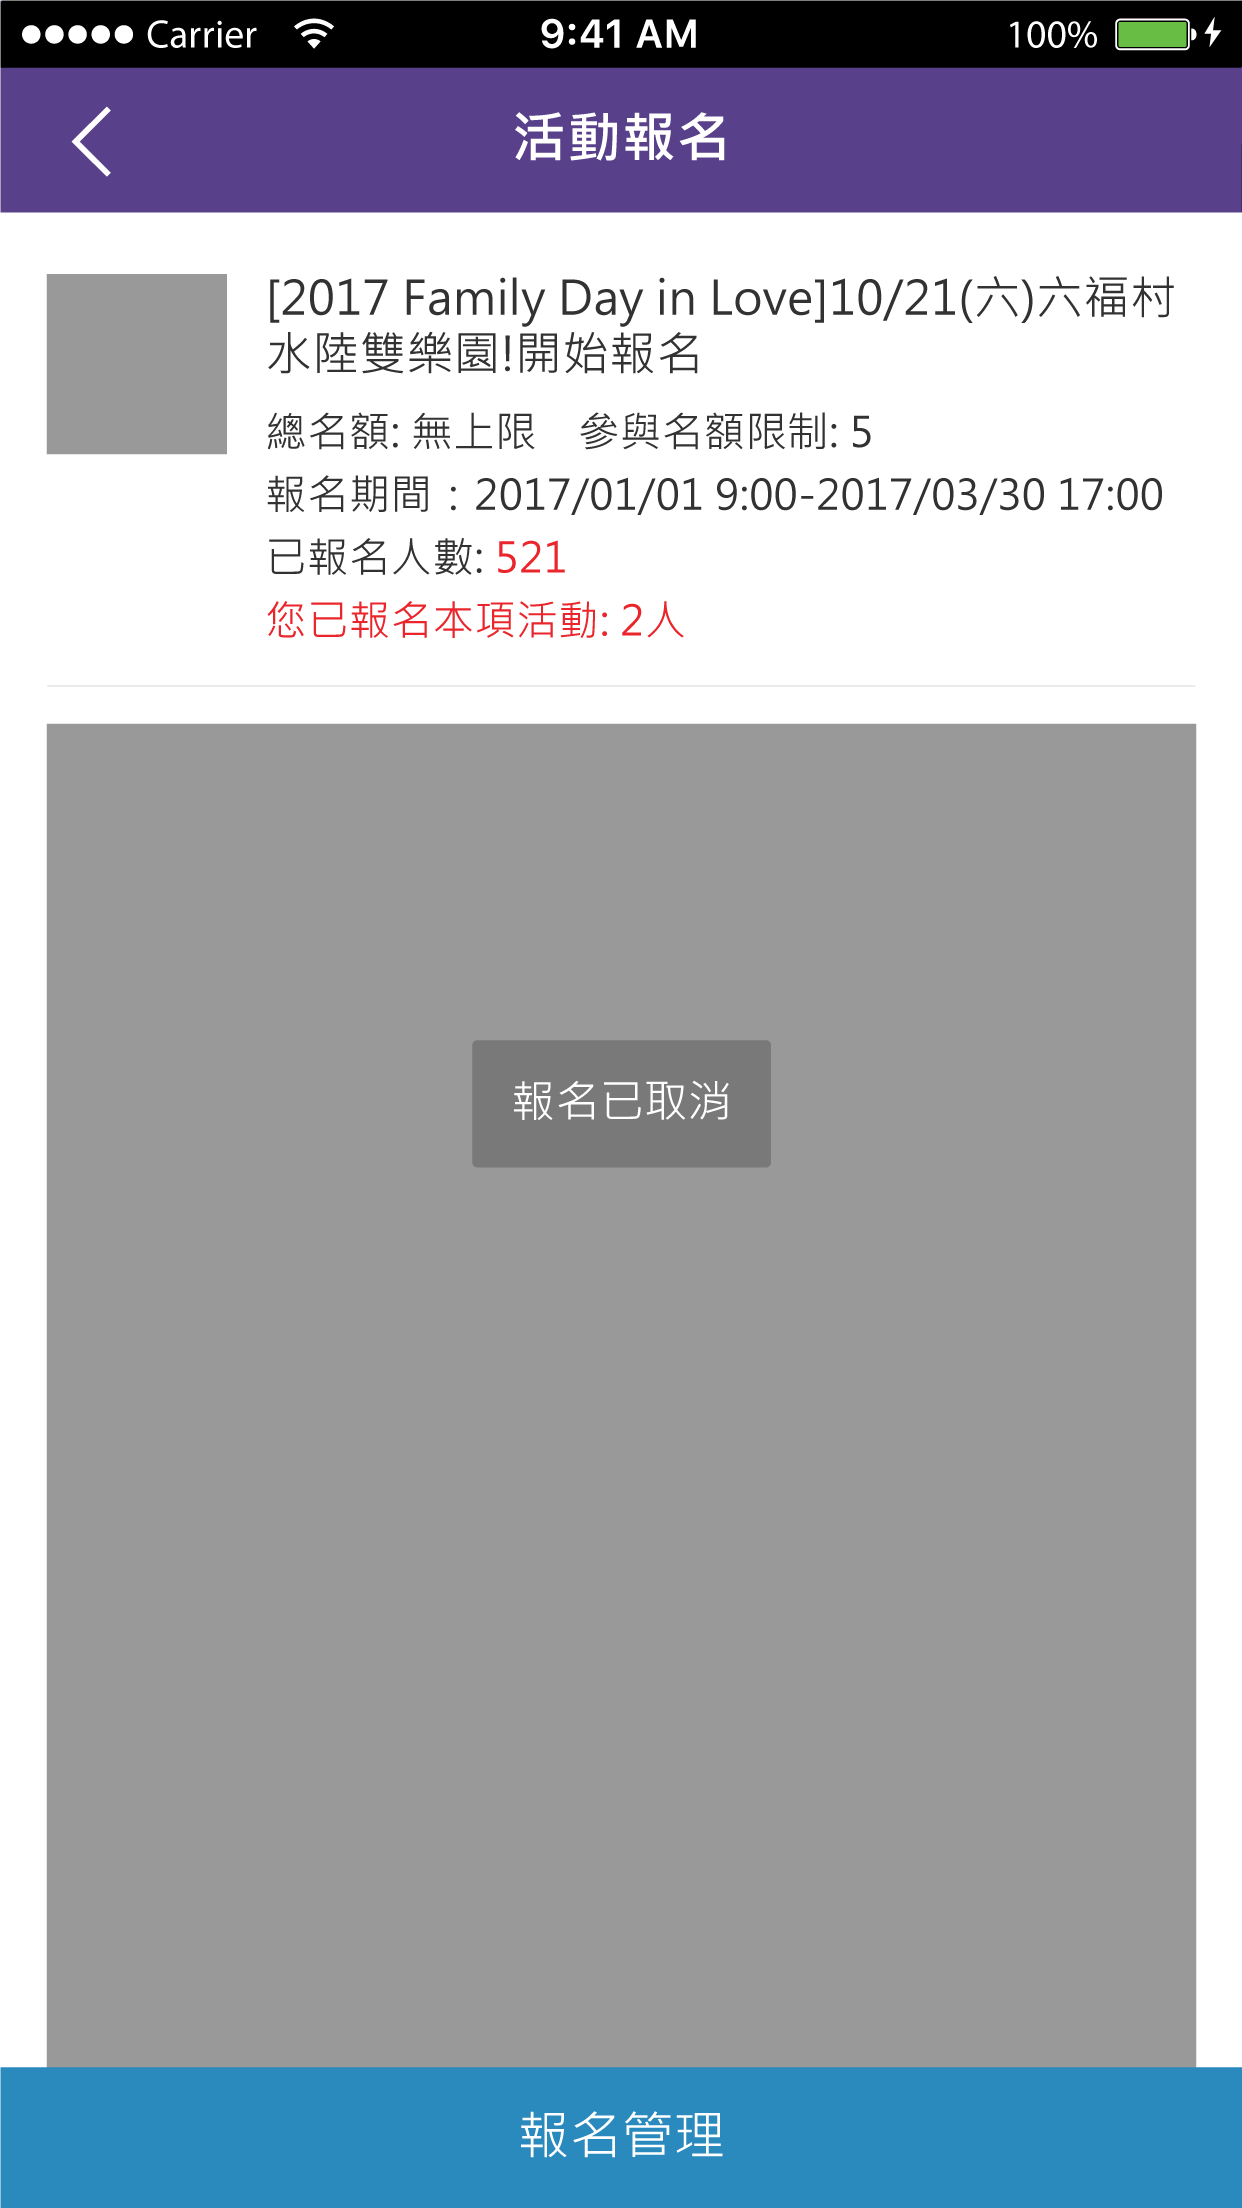 Carrier 9:41 AM 100%
活動報名
[2017 Family Day in Love]10/21(六)六福村
水陸雙樂園!開始報名
總名額: 無上限 參與名額限制: 5
報名期間：2017/01/01 9:00-2017/03/30 17:00
已報名人數: 521
您已報名本項活動: 2人
報名已取消
報名管理